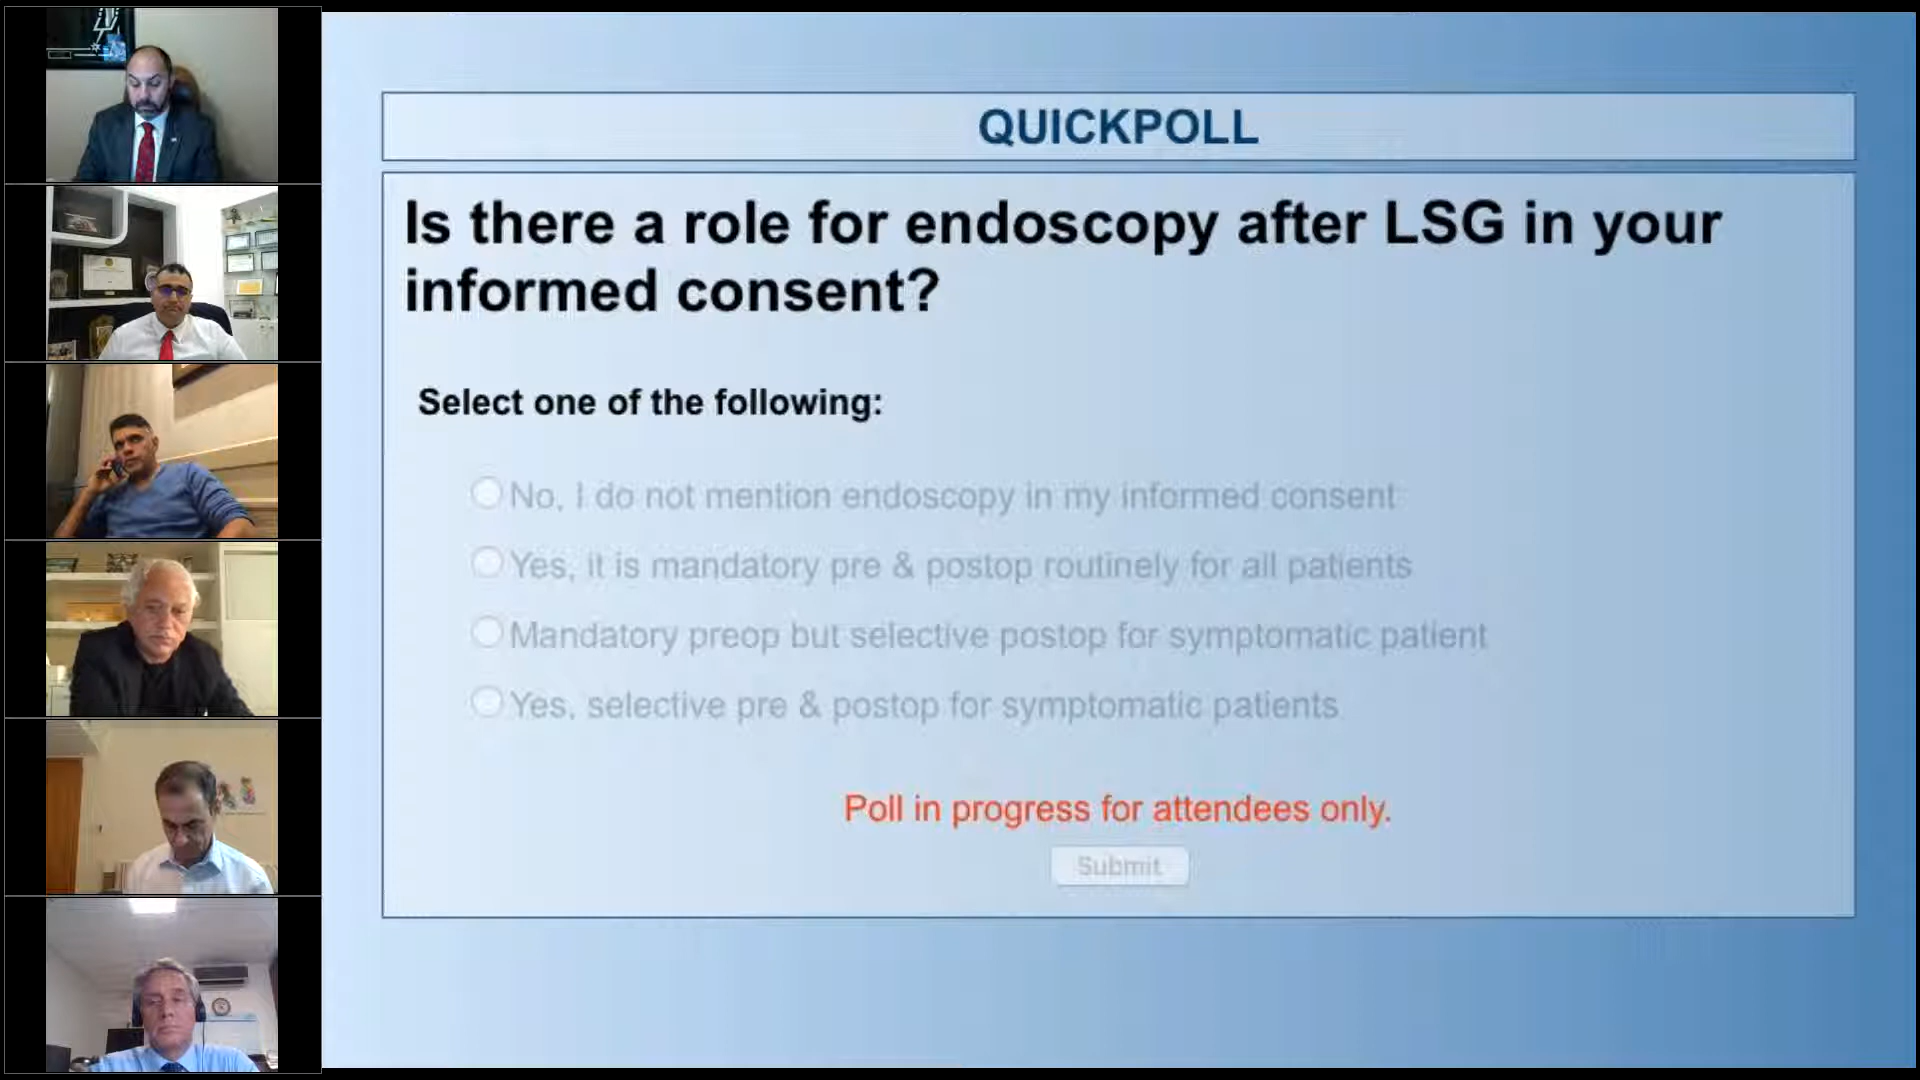 QUICKPOLL
Is there a role for endoscopy after LSG in your
informed consent?
Select one of the following:
No, I do not mention endoscopy in my informed consent
Yes, it is mandatory pre & postop routinely for all patients
Mandatory preop but selective postop for symptomatic patient
Yes, selective pre & postop for symptomatic patients
Poll in progress for attendees only.
Submit